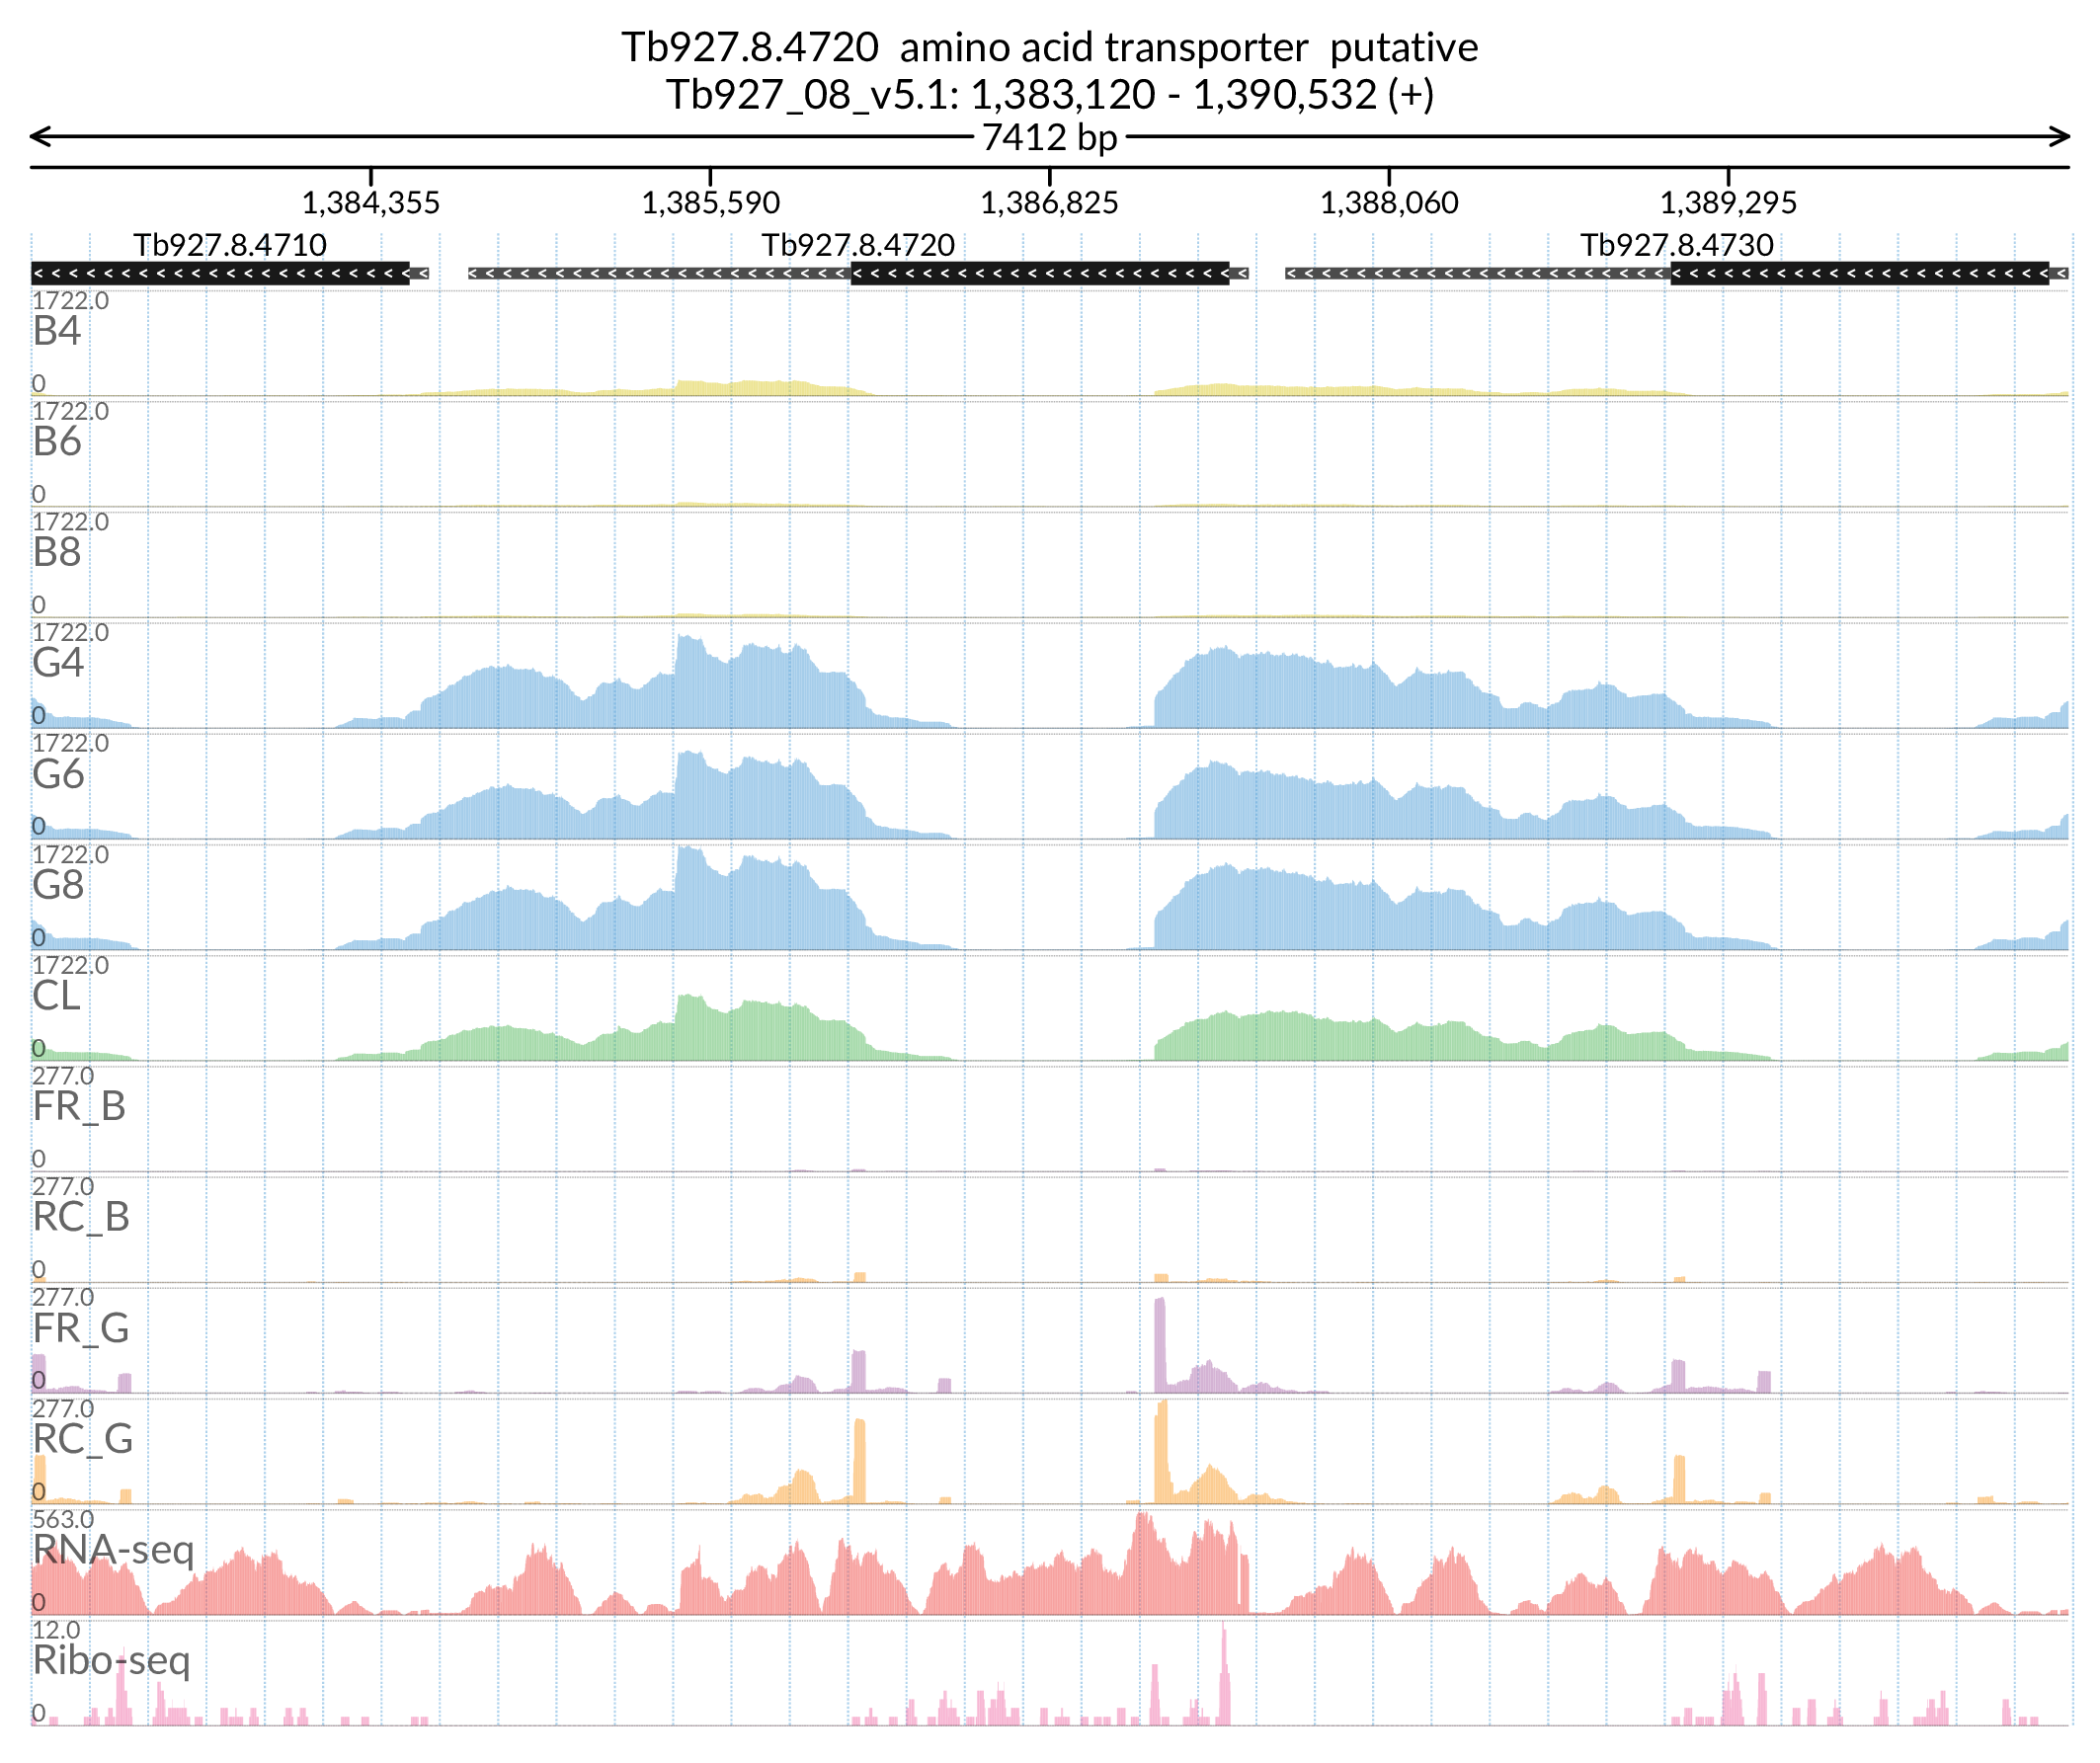 Tb927.8.4720  amino acid transporter  putative
Tb927_08_v5.1: 1,383,120 - 1,390,532 (+)
7412 bp
1,384,355 1,385,590 1,386,825 1,388,060 1,389,295
Tb927.8.4710 Tb927.8.4720 Tb927.8.4730
1722.0
B4
0
1722.0
B6
0
1722.0
B8
0
1722.0
G4
0
1722.0
G6
0
1722.0
G8
0
1722.0
CL
0
277.0
FR_B
0
277.0
RC_B
0
277.0
FR_G
0
277.0
RC_G
0
563.0
RNA-seq
0
12.0
Ribo-seq
0